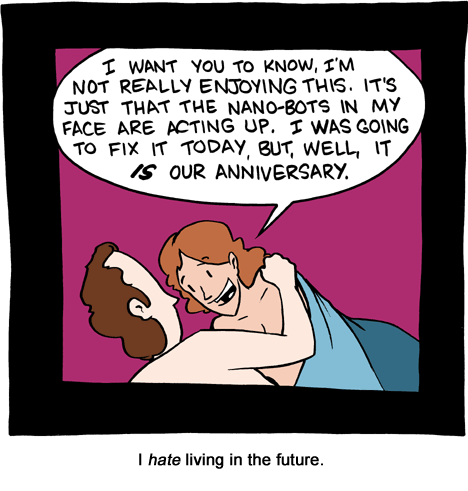 I WANT YOU TO KNOW, I'M
NOT REALLY ENJOYING THIS. IT'S
JUST THAT THE NANO-BOTS IN MY
FACE ARE ACTING UP. I WAS GOING
TO FIX IT TODAY, BUT, WELL, IT
IS OUR ANNIVERSARY.
I hate living in the future.